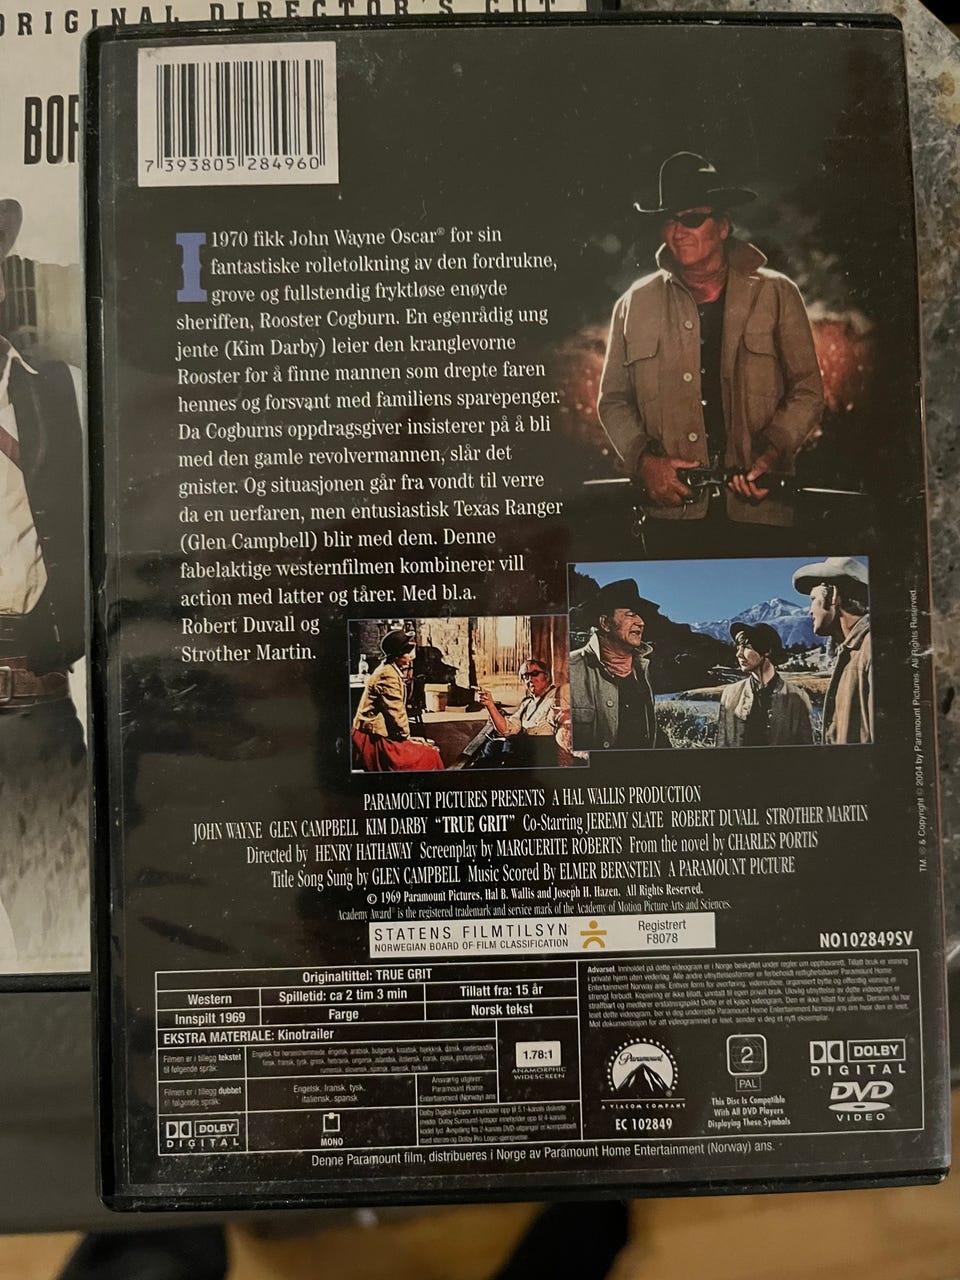 ORIGINAL DIRECTOR'S CUT
7 393805 284960
I 1970 fikk John Wayne Oscar® for sin
fantastiske rolletolkning av den fordrukne,
grove og fullstendig fryktløse enøyde
sheriffen, Rooster Cogburn. En egenrådig ung
jente (Kim Darby) leier den kranglevorne
Rooster for å finne mannen som drepte faren
hennes og forsvant med familiens sparepenger.
Da Cogburns oppdragsgiver insisterer på å bli
med den gamle revolvermannen, slår det
gnister. Og situasjonen går fra vondt til verre
da en uerfaren, men entusiastisk Texas Ranger
(Glen Campbell) blir med dem. Denne
fabelaktige westernfilmen kombinerer vill
action med latter og tårer. Med bl.a.
Robert Duvall og
Strother Martin.
TM, ® & Copyright © 2004 by Paramount Pictures. All Rights Reserved.
PARAMOUNT PICTURES PRESENTS A HAL WALLIS PRODUCTION
JOHN WAYNE GLEN CAMPBELL KIM DARBY "TRUE GRIT" Co-Starring JEREMY SLATE ROBERT DUVALL STROTHER MARTIN
Directed by HENRY HATHAWAY Screenplay by MARGUERITE ROBERTS From the novel by CHARLES PORTIS
Title Song Sung by GLEN CAMPBELL Music Scored By ELMER BERNSTEIN A PARAMOUNT PICTURE
© 1969 Paramount Pictures, Hal B. Wallis and Joseph H. Hazen. All Rights Reserved.
Academy Award® is the registered trademark and service mark of the Academy of Motion Picture Arts and Sciences.
STATENS FILMTILSYN
NORWEGIAN BOARD OF FILM CLASSIFICATION
Registrert
F8078
NO102849SV
Originaltittel: TRUE GRIT
Western
Spilletid: ca 2 tim 3 min
Tillatt fra: 15 år
Innspilt 1969
Farge
Norsk tekst
EKSTRA MATERIALE: Kinotrailer
Filmen er i tillegg tekstet
til følgende språk:
Filmen er i tillegg dubbet
til følgende språk:
Engelsk, fransk, tysk,
italiensk, spansk
Ansvarlig utgiver:
Paramount Home
Entertainment (Norway) ans
1.78:1
ANAMORPHIC
WIDESCREEN
DOLBY
DIGITAL
MONO
Paramount
A VIACOM COMPANY
EC 102849
2
PAL
This Disc Is Compatible
With All DVD Players
Displaying These Symbols
DOLBY
DIGITAL
DVD
VIDEO
Denne Paramount film, distribueres i Norge av Paramount Home Entertainment (Norway) ans.